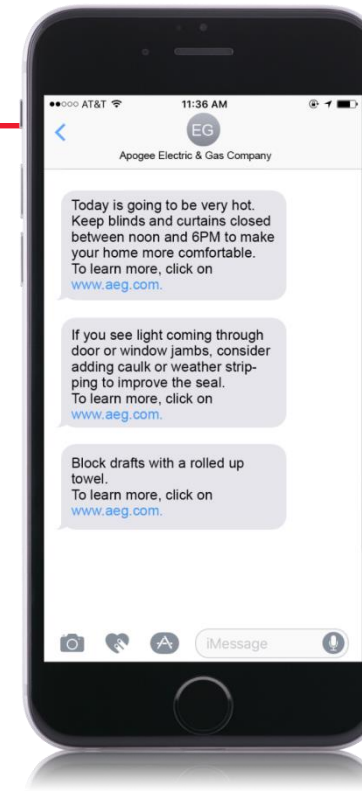 AT&T 11:36 AM
EG
Apogee Electric & Gas Company
Today is going to be very hot.
Keep blinds and curtains closed
between noon and 6PM to make
your home more comfortable.
To learn more, click on
www.aeg.com.
If you see light coming through
door or window jambs, consider
adding caulk or weather strip-
ping to improve the seal.
To learn more, click on
www.aeg.com.
Block drafts with a rolled up
towel.
To learn more, click on
www.aeg.com.
iMessage